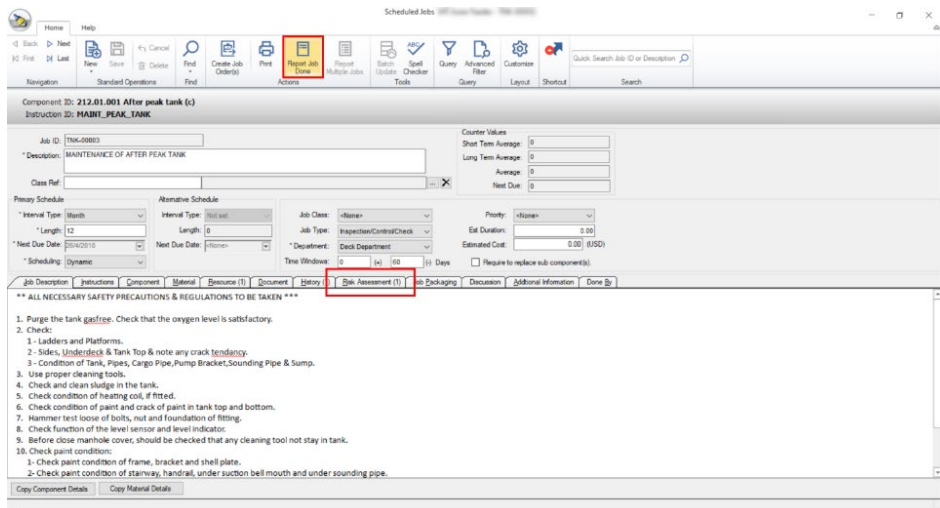 Scheduled Jobs
Home Help
Back Next
First Last
New Save Cancel Delete
Find
Create Job Order(s)
Print
Report Job Done
Report Multiple Jobs
Batch Update
ABC
Spell Checker
Query
Advanced Filter
Customize
Quick Search Job ID or Description
Navigation Standard Operations Find Actions Tools Query Layout Shortcut Search
Component ID: 212.01.001 After peak tank (c)
Instruction ID: MAINT_PEAK_TANK
Job ID: TNK-00003
* Description: MAINTENANCE OF AFTER PEAK TANK
Class Ref: ...
Counter Values
Short Term Average: 0
Long Term Average: 0
Average: 0
Next Due: 0
Primary Schedule
* Interval Type: Month
* Length: 12
* Next Due Date: 26/4/2010
* Scheduling: Dynamic
Alternative Schedule
Interval Type: Not set.
Length: 0
Next Due Date: <None>
Job Class: <None>
Job Type: Inspection/Control/Check
* Department: Deck Department
Time Windows: 0 (+) 60 (-) Days
Priority: <None>
Est Duration: 0.00
Estimated Cost: 0.00 (USD)
Require to replace sub component(s).
Job Description Instructions Component Material Resource (1) Document History Risk Assessment (1) Job Packaging Discussion Additional Information Done By
** ALL NECESSARY SAFETY PRECAUTIONS & REGULATIONS TO BE TAKEN ***
1. Purge the tank gasfree. Check that the oxygen level is satisfactory.
2. Check:
1 - Ladders and Platforms.
2 - Sides, Underdeck & Tank Top & note any crack tendancy.
3 - Condition of Tank, Pipes, Cargo Pipe,Pump Bracket,Sounding Pipe & Sump.
3. Use proper cleaning tools.
4. Check and clean sludge in the tank.
5. Check condition of heating coil, if fitted.
6. Check condition of paint and crack of paint in tank top and bottom.
7. Hammer test loose of bolts, nut and foundation of fitting.
8. Check function of the level sensor and level indicator.
9. Before close manhole cover, should be checked that any cleaning tool not stay in tank.
10. Check paint condition:
1- Check paint condition of frame, bracket and shell plate.
2- Check paint condition of stairway, handrail, under suction bell mouth and under sounding pipe.
Copy Component Details Copy Material Details